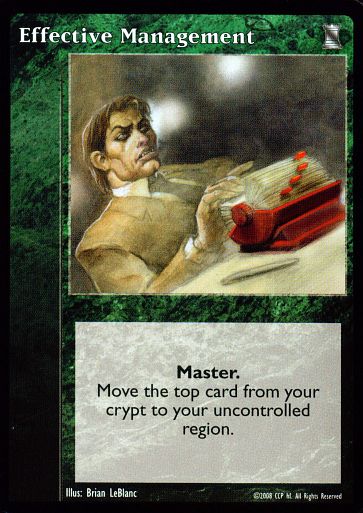 Effective Management
Master.
Move the top card from your
crypt to your uncontrolled
region.
Illus: Brian LeBlanc
©2008 CCP hf. All Rights Reserved